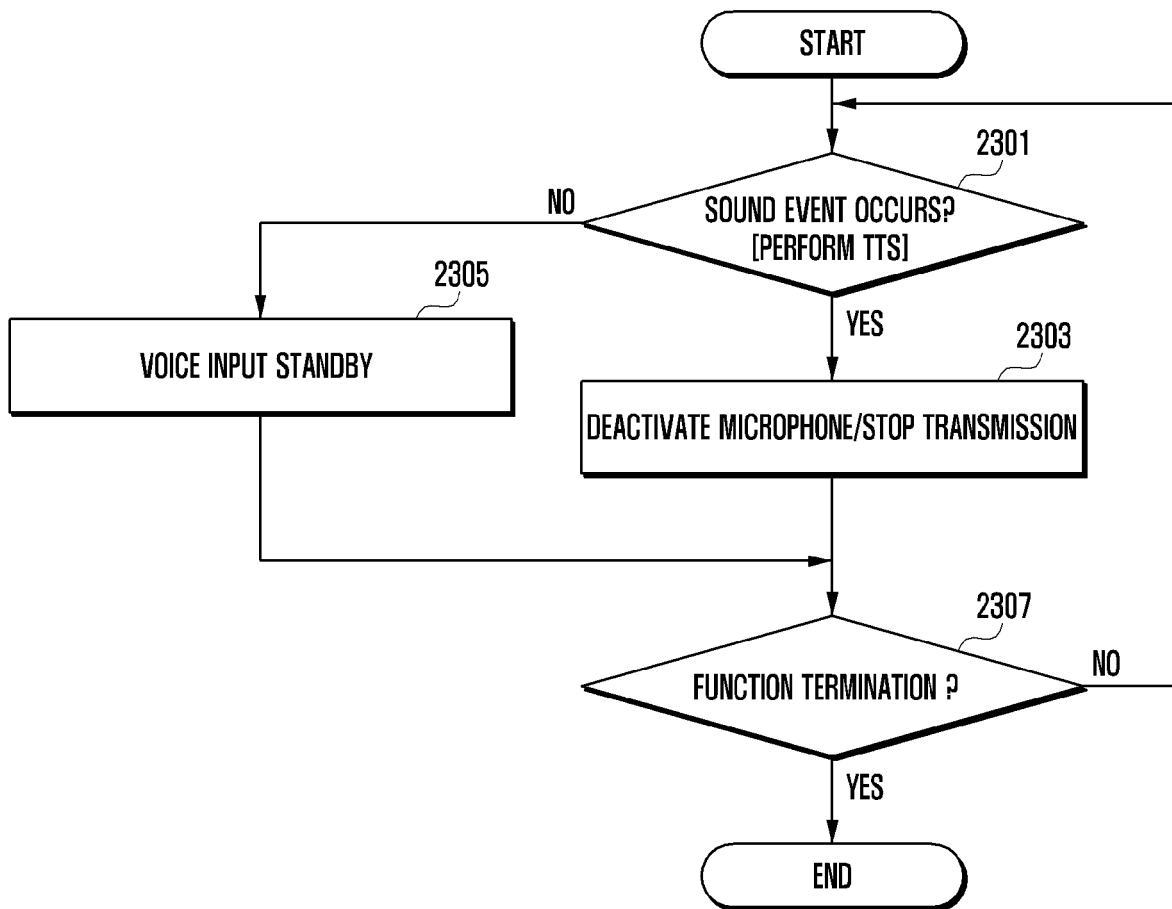 START
2301
NO
SOUND EVENT OCCURS?
[PERFORM TTS]
2305
YES
2303
VOICE INPUT STANDBY
DEACTIVATE MICROPHONE/STOP TRANSMISSION
2307
NO
FUNCTION TERMINATION ?
YES
END